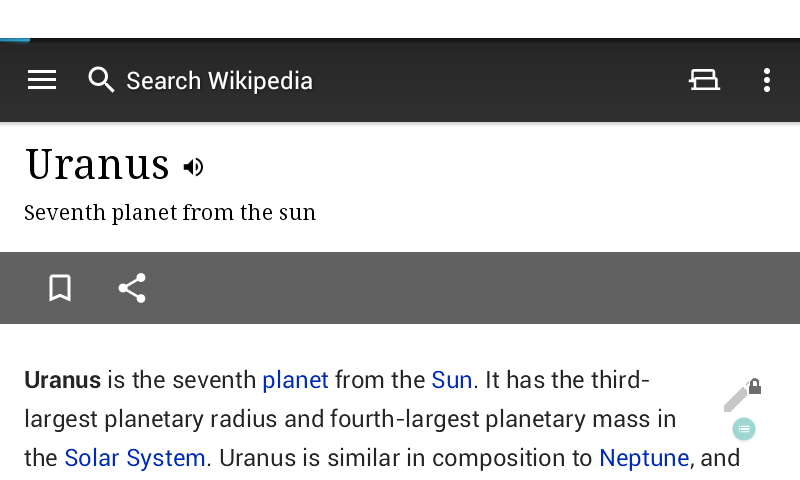 Search Wikipedia
Uranus
Seventh planet from the sun
Uranus is the seventh planet from the Sun. It has the third-
largest planetary radius and fourth-largest planetary mass in
the Solar System. Uranus is similar in composition to Neptune, and